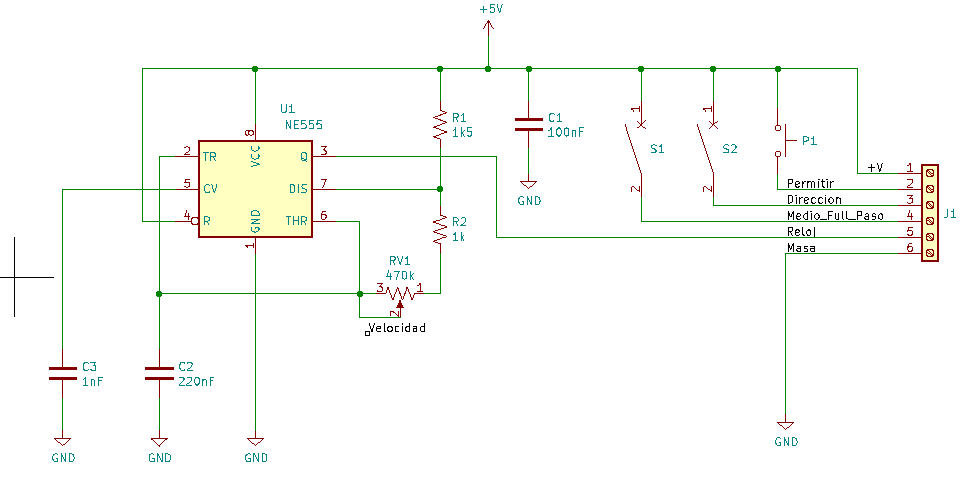 +5V
U1
NE555
8
VCC
2
TR
Q
3
5
CV
DIS
7
4
R
GND
THR
6
1
R1
1k5
C1
100nF
GND
R2
1k
RV1
470k
3
1
2
Velocidad
1
S1
2
1
S2
2
P1
+V
1
Permitir
2
Direccion
3
Medio_Full_Paso
4
J1
Reloj
5
Masa
6
C3
1nF
C2
220nF
GND
GND
GND
GND